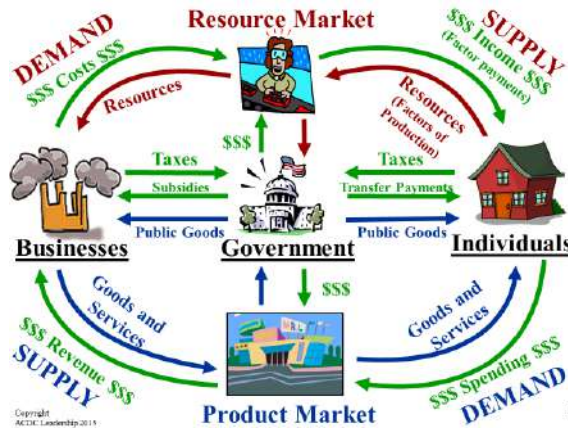 Resource Market
DEMAND
$$$ Costs $$$
Resources
SUPPLY
$$$ Income $$$
(Factor payments)
Resources
(Factors of
Production)
$$$
Taxes
Subsidies
Public Goods
Taxes
Transfer Payments
Public Goods
Businesses
Government
Individuals
$$$
Goods and
Services
$$$ Revenue $$$
SUPPLY
Goods and
Services
$$$ Spending $$$
DEMAND
Product Market
Copyright
ACDC Leadership 2015